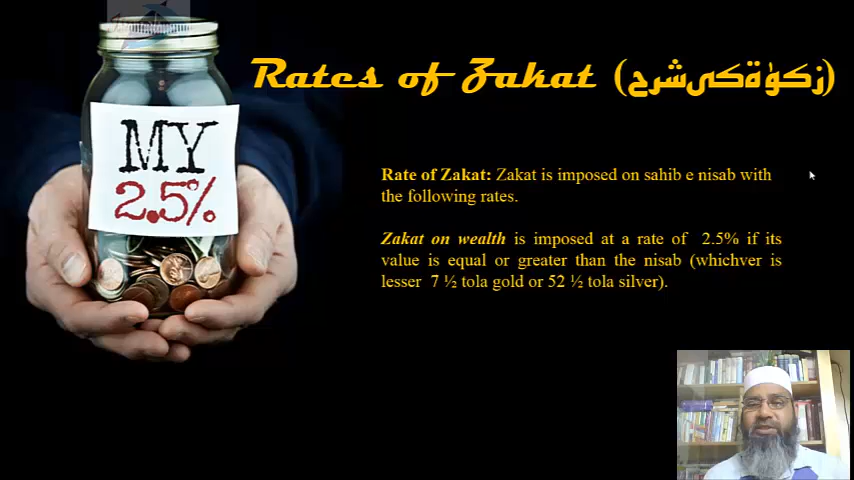 Rates of Zakat (زکوٰۃ کی شرح)
MY
2.5%
Rate of Zakat: Zakat is imposed on sahib e nisab with
the following rates.
Zakat on wealth is imposed at a rate of 2.5% if its
value is equal or greater than the nisab (whichver is
lesser 7 ½ tola gold or 52 ½ tola silver).